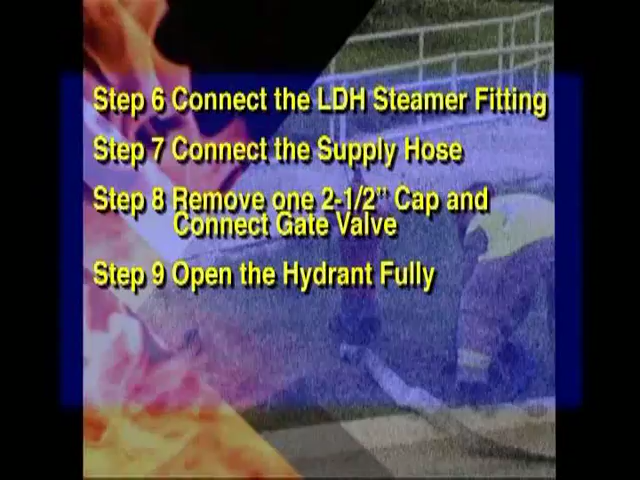 Step 6 Connect the LDH Steamer Fitting
Step 7 Connect the Supply Hose
Step 8 Remove one 2-1/2” Cap and
Connect Gate Valve
Step 9 Open the Hydrant Fully